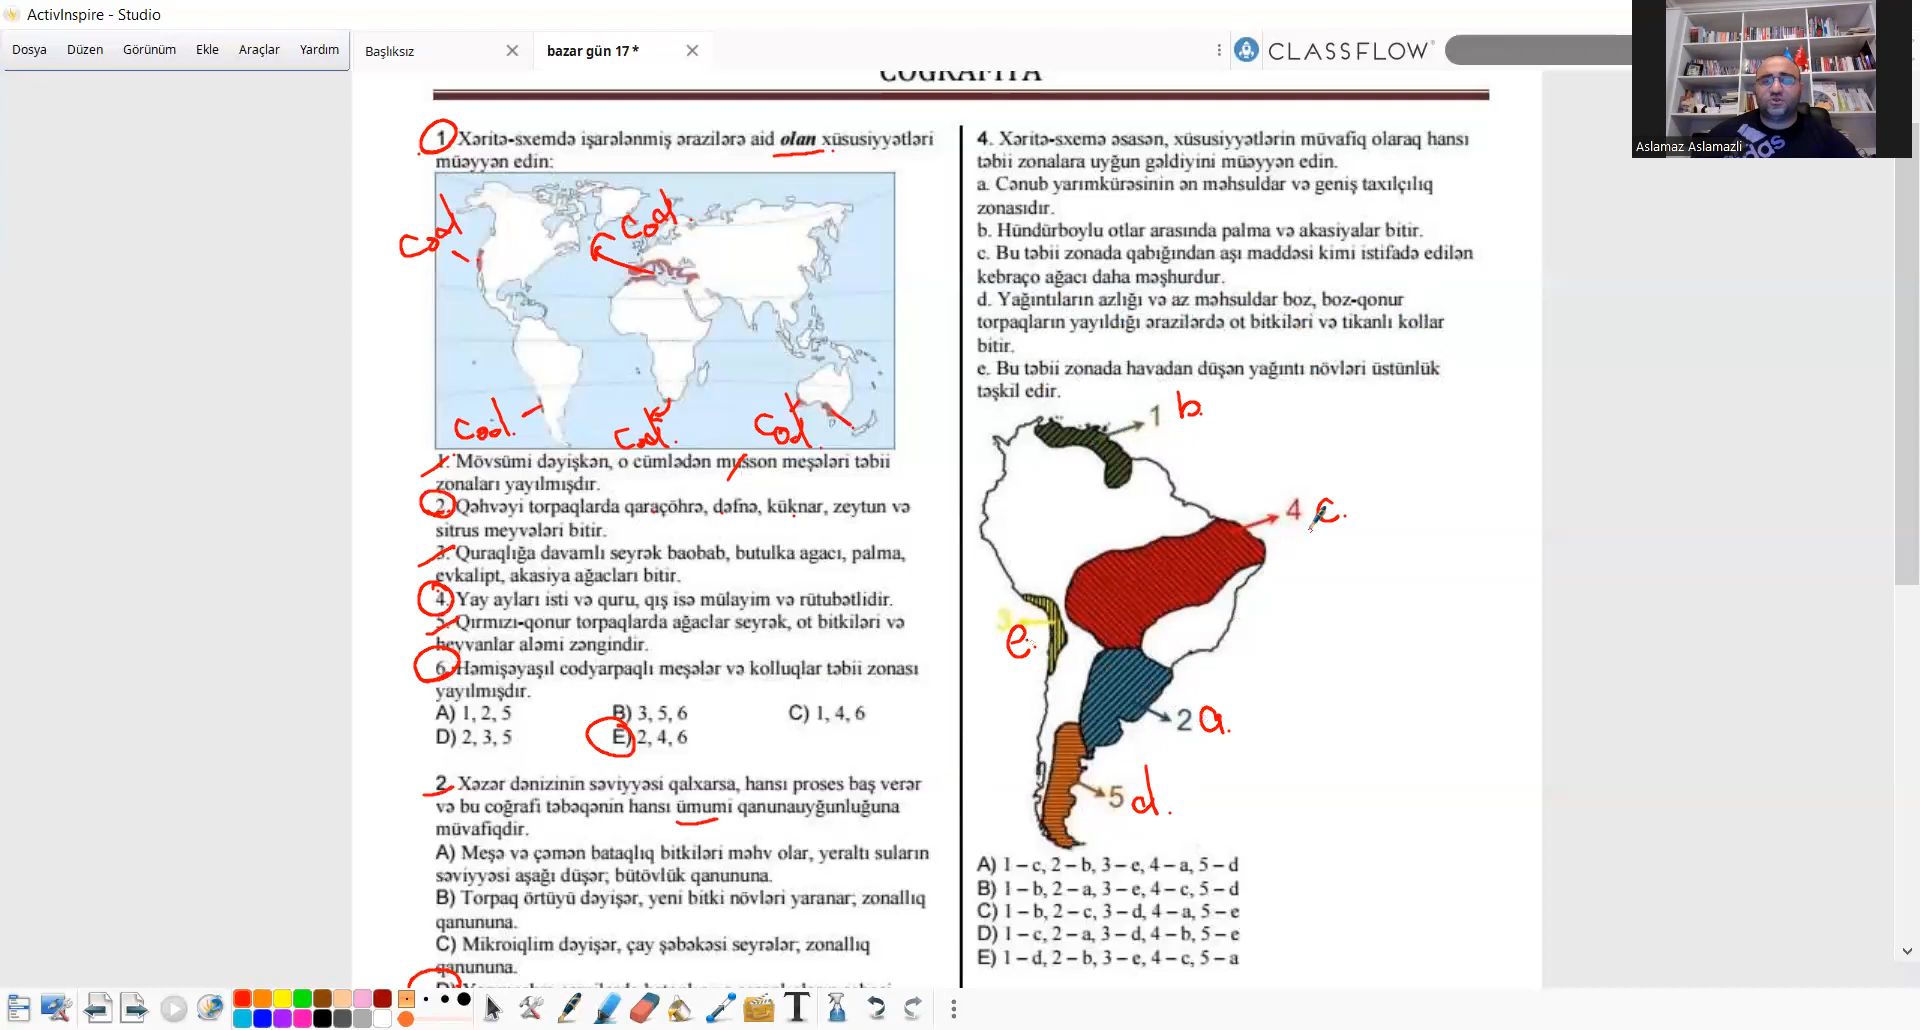 ActivInspire - Studio
Dosya Düzen Görünüm Ekle Araçlar Yardım
Başlıksız
bazar gün 17 *
CLASSFLOW
Aslamaz Aslamazli
COĞRAFİYA
1. Xəritə-sxemdə işarələnmiş ərazilərə aid olan xüsusiyyətləri
müəyyən edin:
Cod
Cod.
Cod.
Cod.
Cod.
1. Mövsümi dəyişkən, o cümlədən musson meşələri təbii
zonaları yayılmışdır.
2. Qəhvəyi torpaqlarda qaraçöhrə, dəfnə, küknar, zeytun və
sitrus meyvələri bitir.
3. Quraqlığa davamlı seyrək baobab, butulka agacı, palma,
evkalipt, akasiya ağacları bitir.
4. Yay ayları isti və quru, qış isə mülayim və rütubətlidir.
5. Qırmızı-qonur torpaqlarda ağaclar seyrək, ot bitkiləri və
heyvanlar aləmi zəngindir.
6. Həmişəyaşıl codyarpaqlı meşələr və kolluqlar təbii zonası
yayılmışdır.
A) 1, 2, 5 B) 3, 5, 6 C) 1, 4, 6
D) 2, 3, 5 E) 2, 4, 6
2. Xəzər dənizinin səviyyəsi qalxarsa, hansı proses baş verər
və bu coğrafi təbəqənin hansı ümumi qanunauyğunluğuna
müvafiqdir.
A) Meşə və çəmən bataqlıq bitkiləri məhv olar, yeraltı suların
səviyyəsi aşağı düşər; bütövlük qanununa.
B) Torpaq örtüyü dəyişər, yeni bitki növləri yaranar; zonallıq
qanununa.
C) Mikroiqlim dəyişər, çay şəbəkəsi seyrələr; zonallıq
qanununa.
4. Xəritə-sxemə əsasən, xüsusiyyətlərin müvafiq olaraq hansı
təbii zonalara uyğun gəldiyini müəyyən edin.
a. Cənub yarımkürəsinin ən məhsuldar və geniş taxılçılıq
zonasıdır.
b. Hündürboylu otlar arasında palma və akasiyalar bitir.
c. Bu təbii zonada qabığından aşı maddəsi kimi istifadə edilən
kebraço ağacı daha məşhurdur.
d. Yağıntıların azlığı və az məhsuldar boz, boz-qonur
torpaqların yayıldığı ərazilərdə ot bitkiləri və tikanlı kollar
bitir.
e. Bu təbii zonada havadan düşən yağıntı növləri üstünlük
təşkil edir.
1 b.
4 c.
3
e.
2 a.
5 d.
A) 1 – c, 2 – b, 3 – e, 4 – a, 5 – d
B) 1 – b, 2 – a, 3 – e, 4 – c, 5 – d
C) 1 – b, 2 – c, 3 – d, 4 – a, 5 – e
D) 1 – c, 2 – a, 3 – d, 4 – b, 5 – e
E) 1 – d, 2 – b, 3 – e, 4 – c, 5 – a